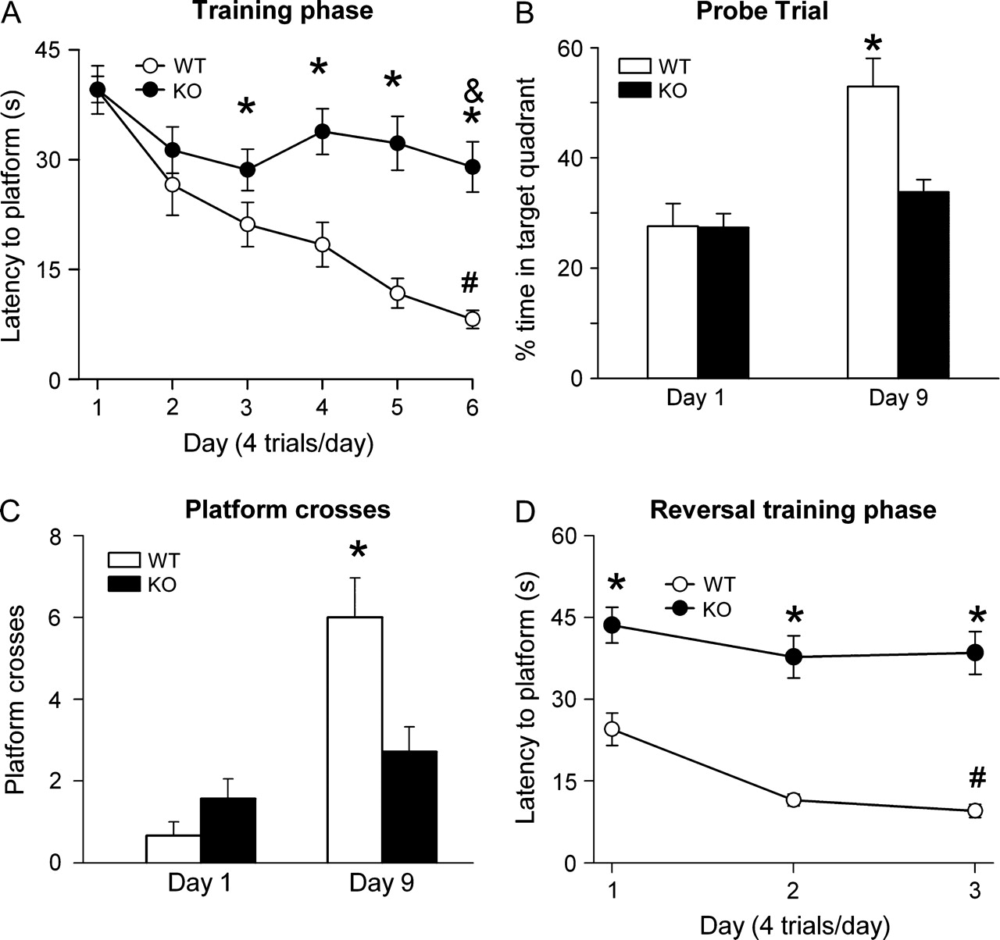 A
Training phase
45
30
15
0
Latency to platform (s)
WT
KO
*
*
*
&
*
#
1 2 3 4 5 6
Day (4 trials/day)
B
Probe Trial
60
40
20
0
% time in target quadrant
WT
KO
*
Day 1 Day 9
C
Platform crosses
8
6
4
2
0
Platform crosses
WT
KO
*
Day 1 Day 9
D
Reversal training phase
60
45
30
15
0
Latency to platform (s)
WT
KO
*
*
*
#
1 2 3
Day (4 trials/day)